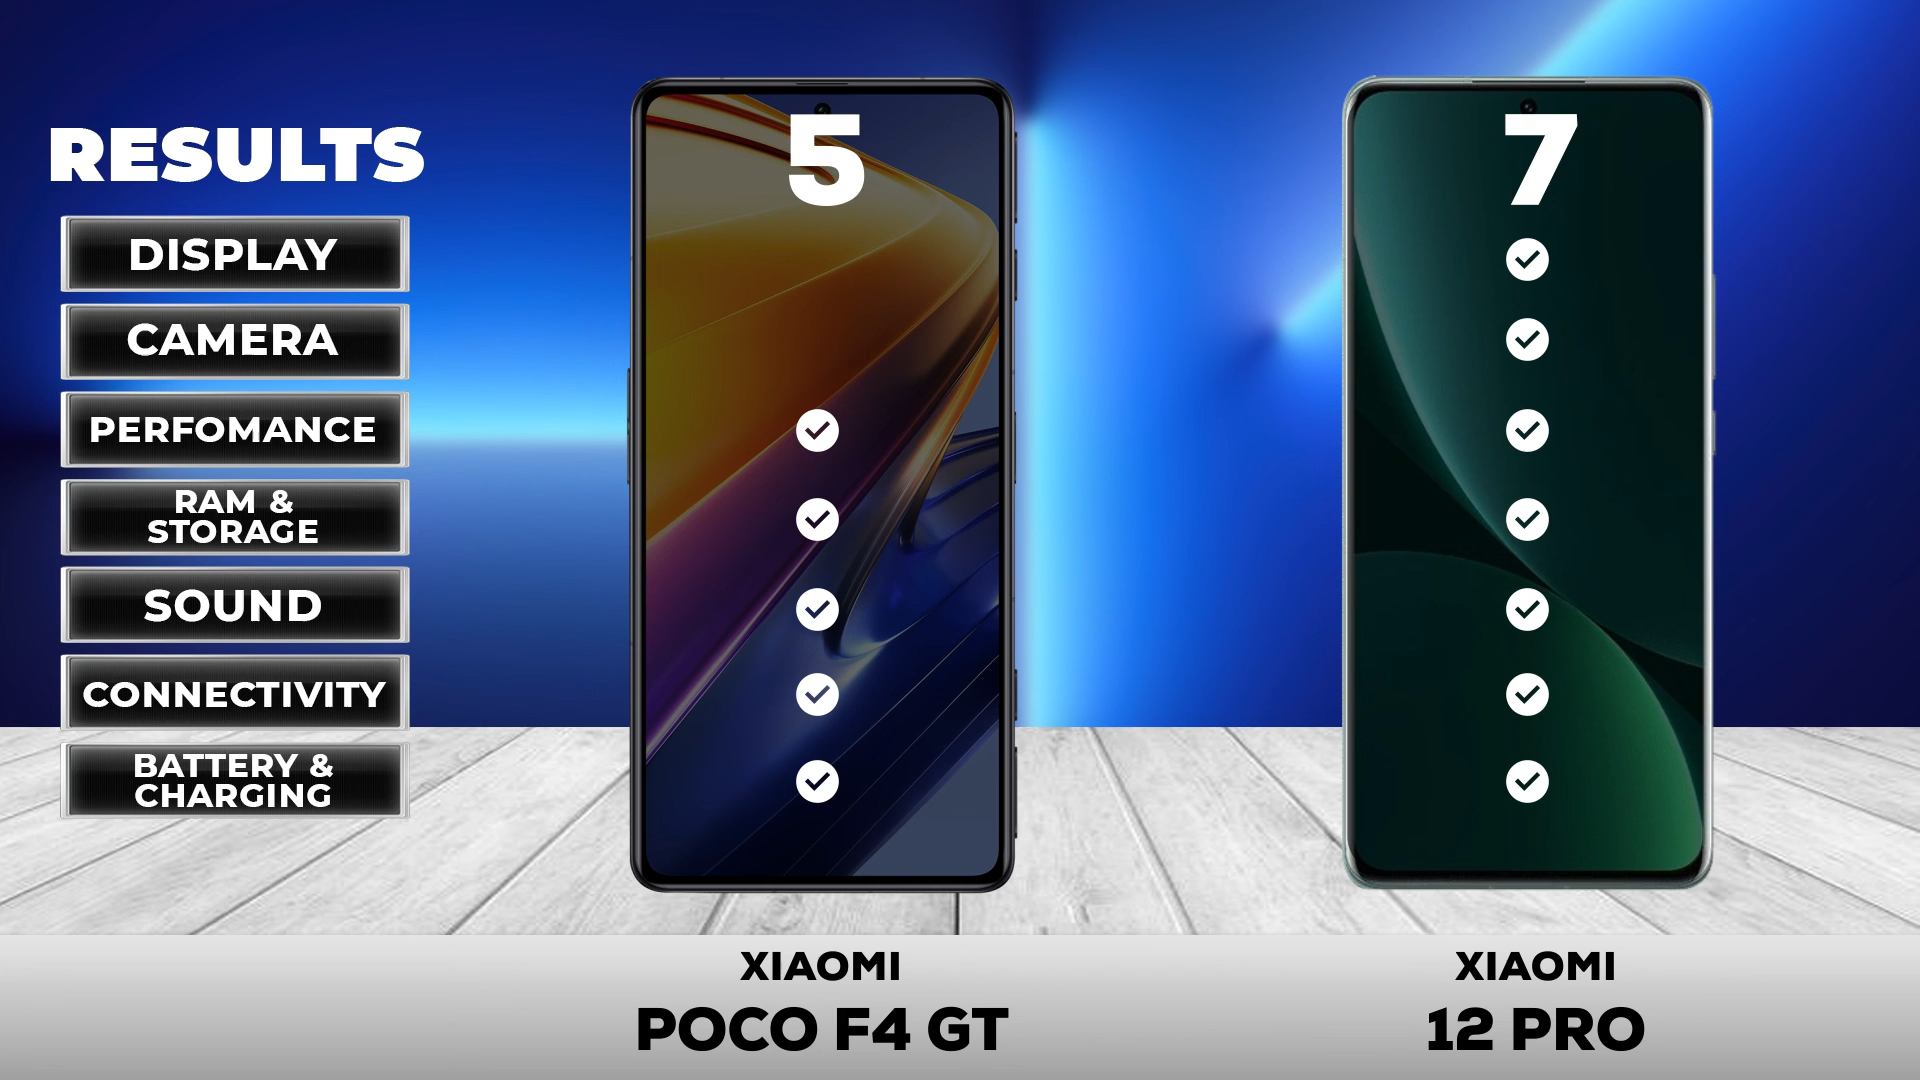 RESULTS
DISPLAY
CAMERA
PERFOMANCE
RAM &
STORAGE
SOUND
CONNECTIVITY
BATTERY &
CHARGING
5
7
XIAOMI
POCO F4 GT
XIAOMI
12 PRO